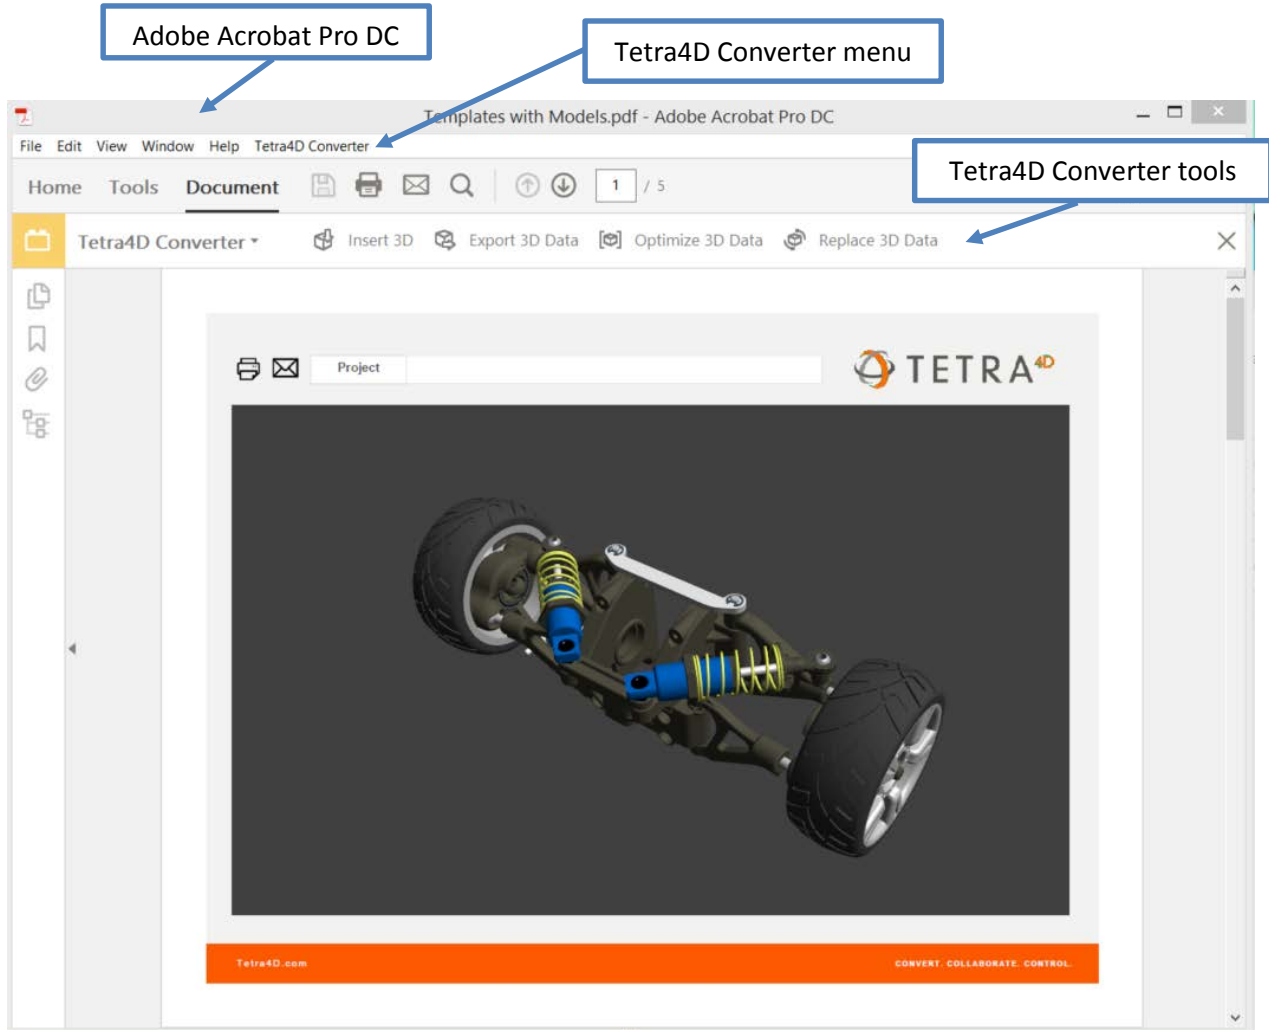 Adobe Acrobat Pro DC
Tetra4D Converter menu
Templates with Models.pdf - Adobe Acrobat Pro DC
File Edit View Window Help Tetra4D Converter
Tetra4D Converter tools
Home Tools Document 1 / 5
Tetra4D Converter Insert 3D Export 3D Data Optimize 3D Data Replace 3D Data
Project
TETRA4D
Tetra4D.com CONVERT. COLLABORATE. CONTROL.